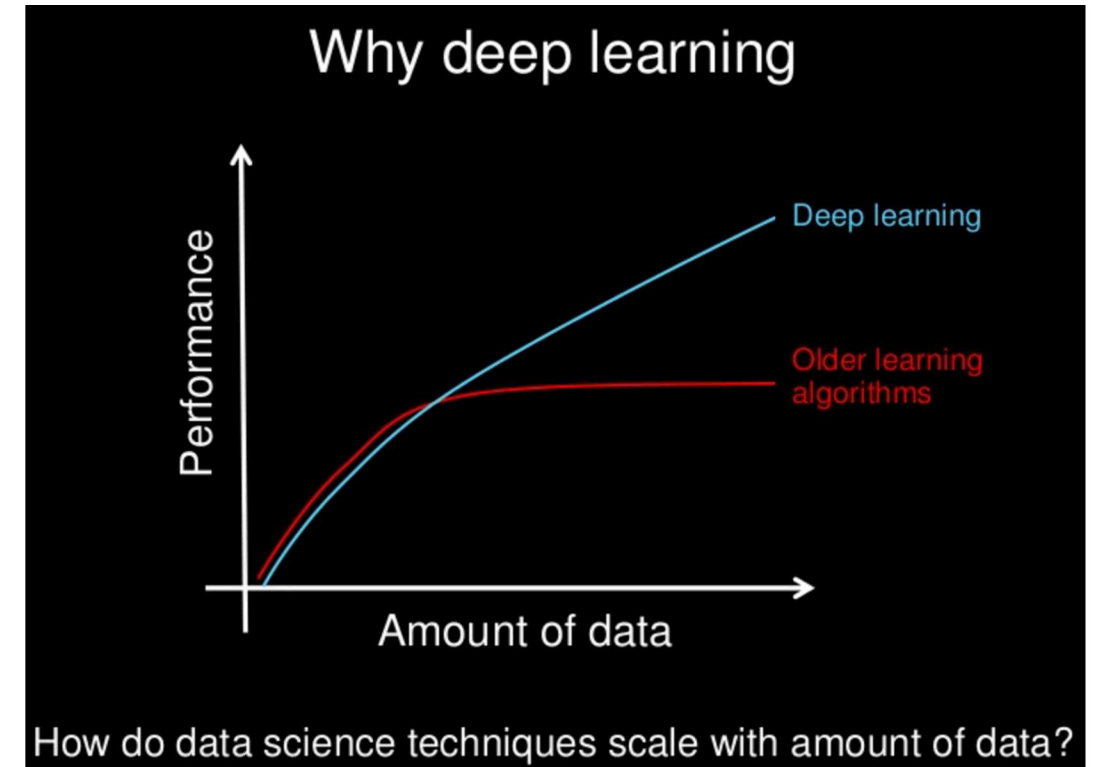 Why deep learning
Performance
Deep learning
Older learning
algorithms
Amount of data
How do data science techniques scale with amount of data?